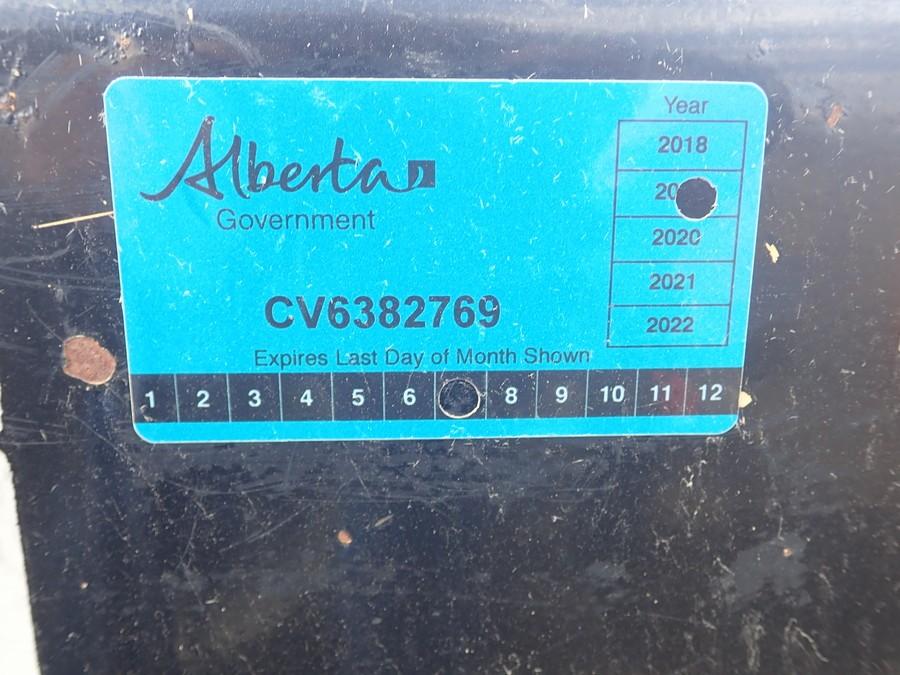 Alberta
Government
Year
2018
20
2020
2021
2022
CV6382769
Expires Last Day of Month Shown
1 2 3 4 5 6 8 9 10 11 12